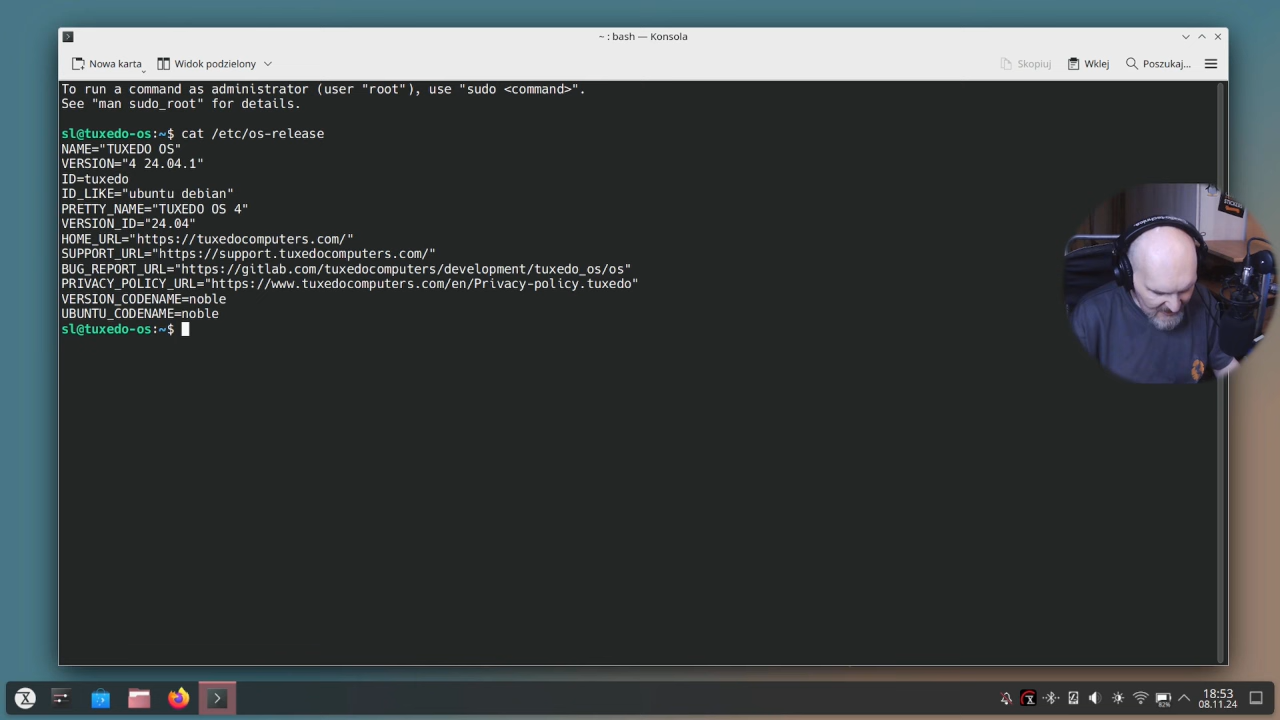 ~ : bash — Konsola
Nowa karta
Widok podzielony
Skopiuj
Wklej
Poszukaj...
To run a command as administrator (user "root"), use "sudo <command>".
See "man sudo_root" for details.
sl@tuxedo-os:~$ cat /etc/os-release
NAME="TUXEDO OS"
VERSION="4 24.04.1"
ID=tuxedo
ID_LIKE="ubuntu debian"
PRETTY_NAME="TUXEDO OS 4"
VERSION_ID="24.04"
HOME_URL="https://tuxedocomputers.com/"
SUPPORT_URL="https://support.tuxedocomputers.com/"
BUG_REPORT_URL="https://gitlab.com/tuxedocomputers/development/tuxedo_os/os"
PRIVACY_POLICY_URL="https://www.tuxedocomputers.com/en/Privacy-policy.tuxedo"
VERSION_CODENAME=noble
UBUNTU_CODENAME=noble
sl@tuxedo-os:~$
STICKERS
82%
18:53
08.11.24